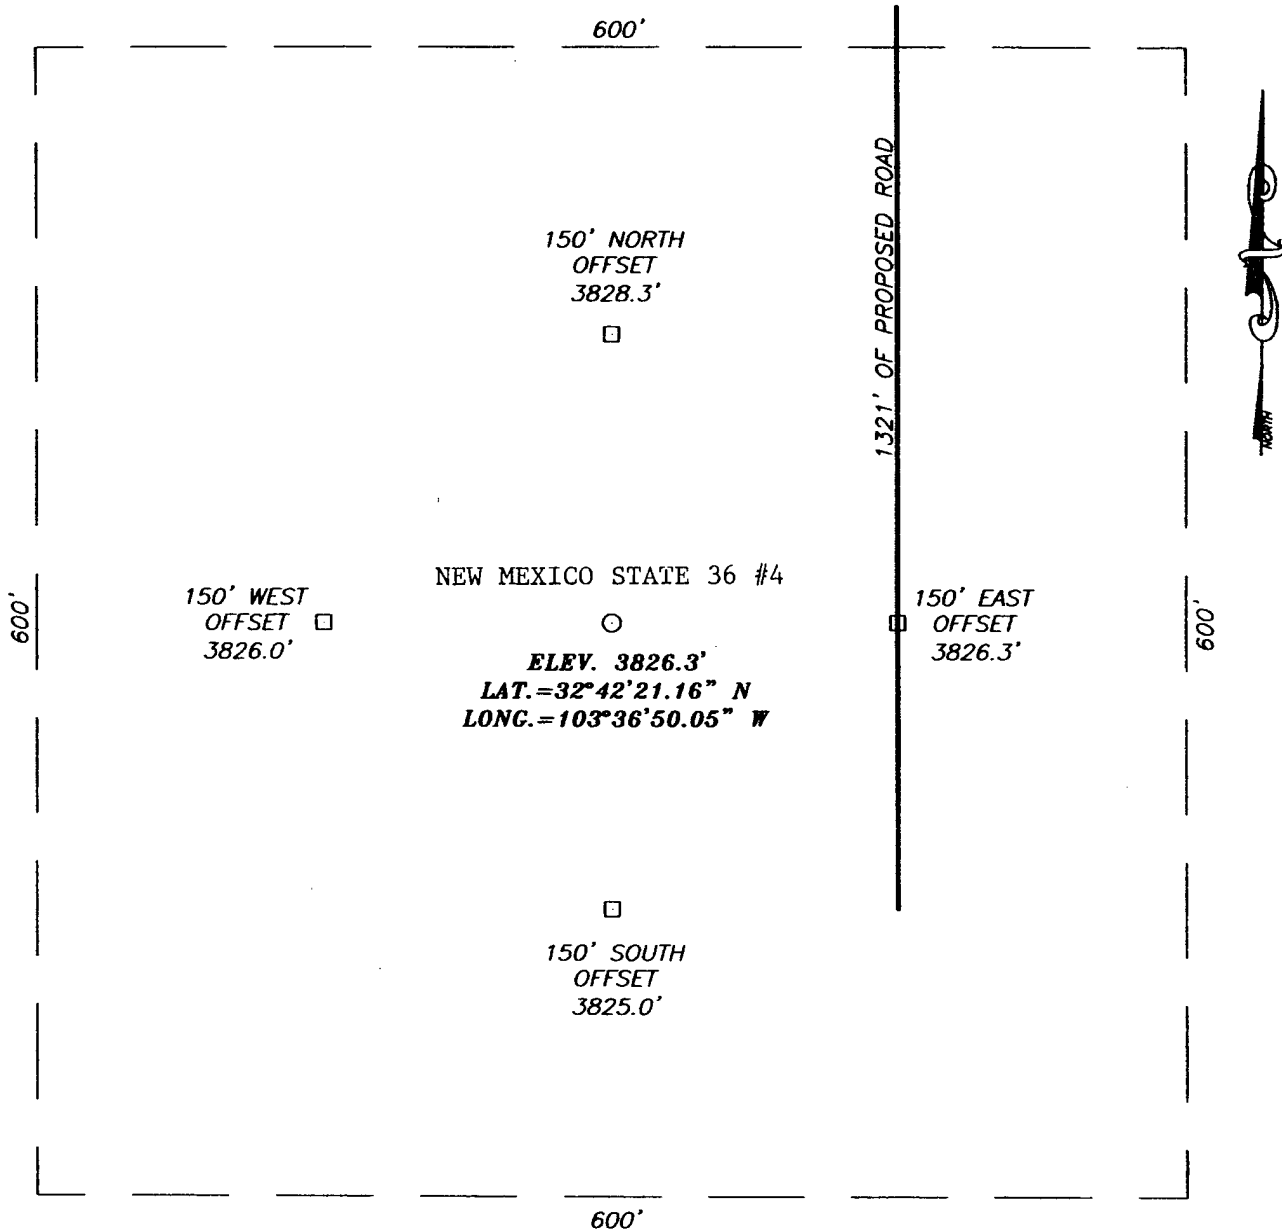 600'
1321' OF PROPOSED ROAD
150' NORTH
OFFSET
3828.3'
NORTH
NEW MEXICO STATE 36 #4
600'
150' WEST
OFFSET
3826.0'
150' EAST
OFFSET
3826.3'
600'
ELEV. 3826.3'
LAT.=32°42'21.16" N
LONG.=103°36'50.05" W
150' SOUTH
OFFSET
3825.0'
600'